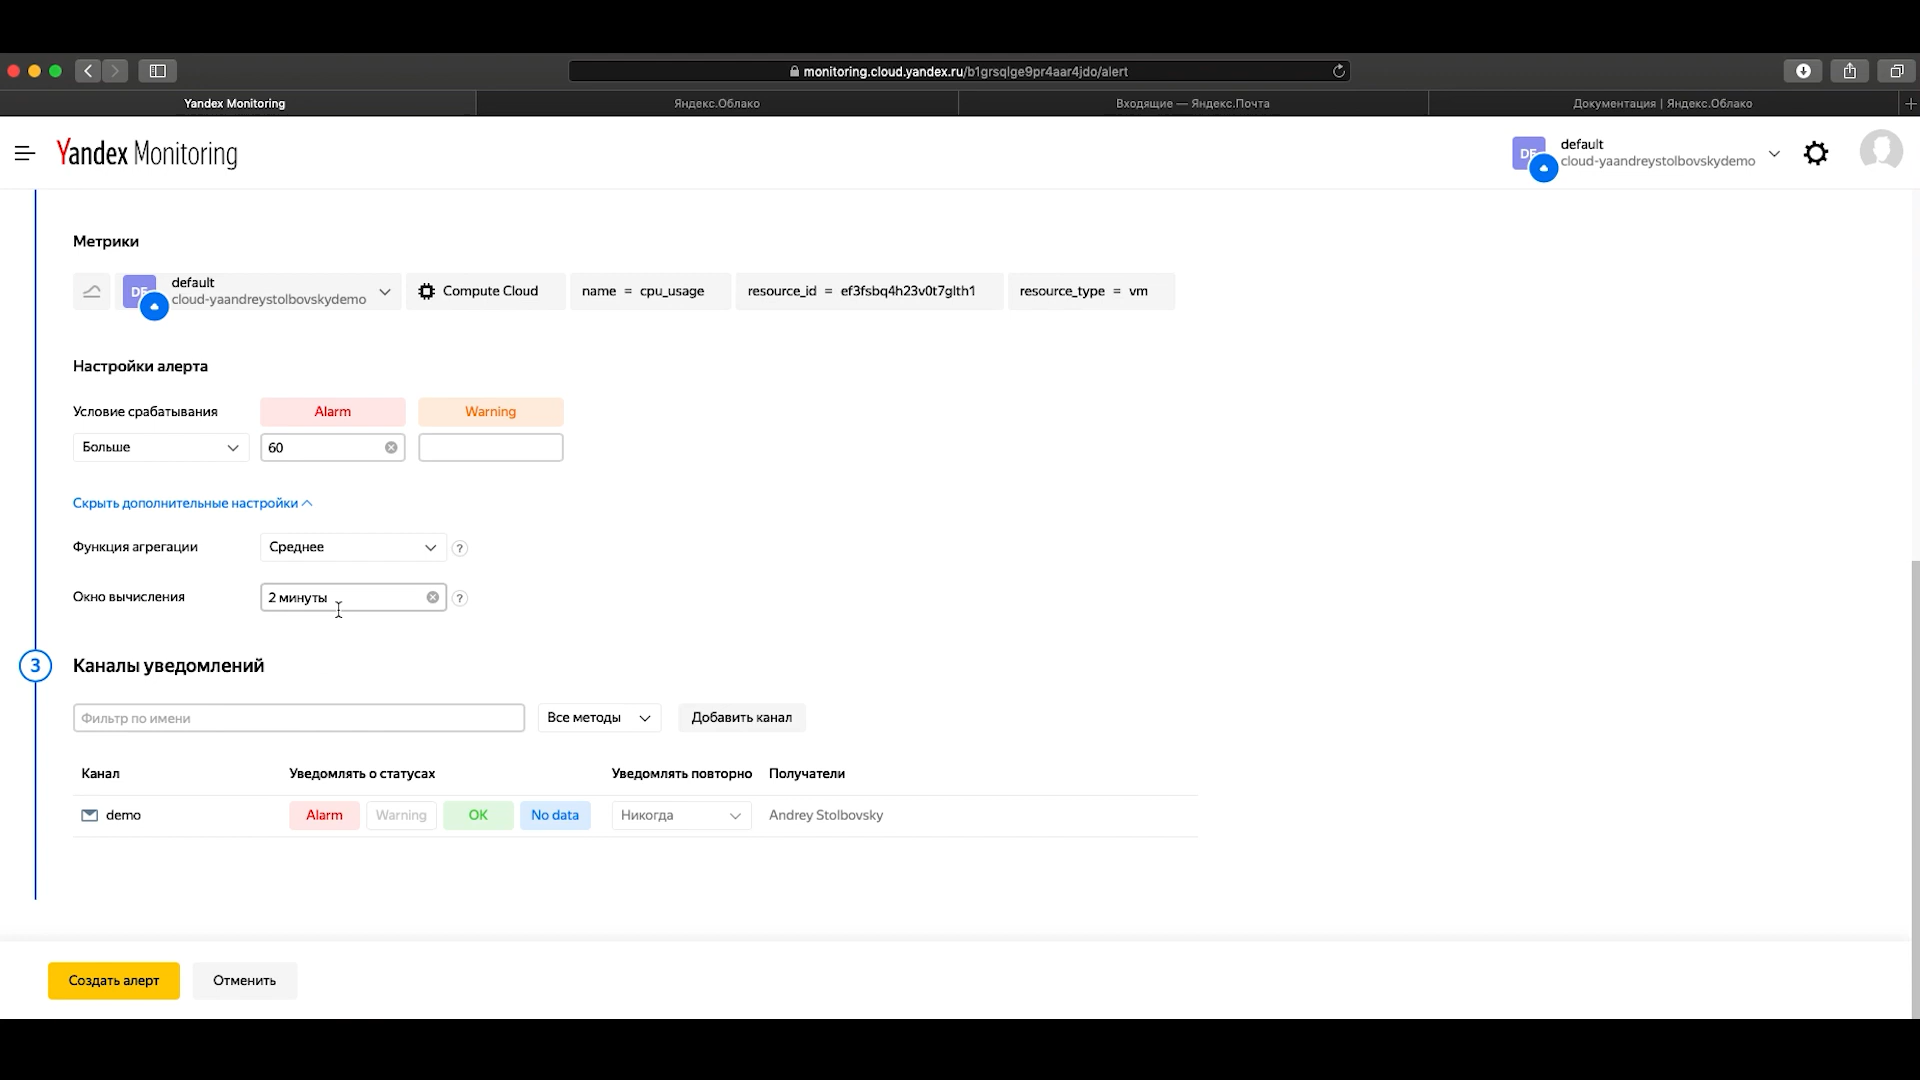 monitoring.cloud.yandex.ru/b1grsqlge9pr4aar4jdo/alert
Yandex Monitoring
Яндекс.Облако
Входящие — Яндекс.Почта
Документация | Яндекс.Облако
Yandex Monitoring
DE
default
cloud-yaandreystolbovskydemo
Метрики
DE
default
cloud-yaandreystolbovskydemo
Compute Cloud
name = cpu_usage
resource_id = ef3fsbq4h23v0t7glth1
resource_type = vm
Настройки алерта
Условие срабатывания
Alarm
Warning
Больше
60
Скрыть дополнительные настройки
Функция агрегации
Среднее
?
Окно вычисления
2 минуты
?
3
Каналы уведомлений
Фильтр по имени
Все методы
Добавить канал
Канал
Уведомлять о статусах
Уведомлять повторно
Получатели
demo
Alarm
Warning
OK
No data
Никогда
Andrey Stolbovsky
Создать алерт
Отменить